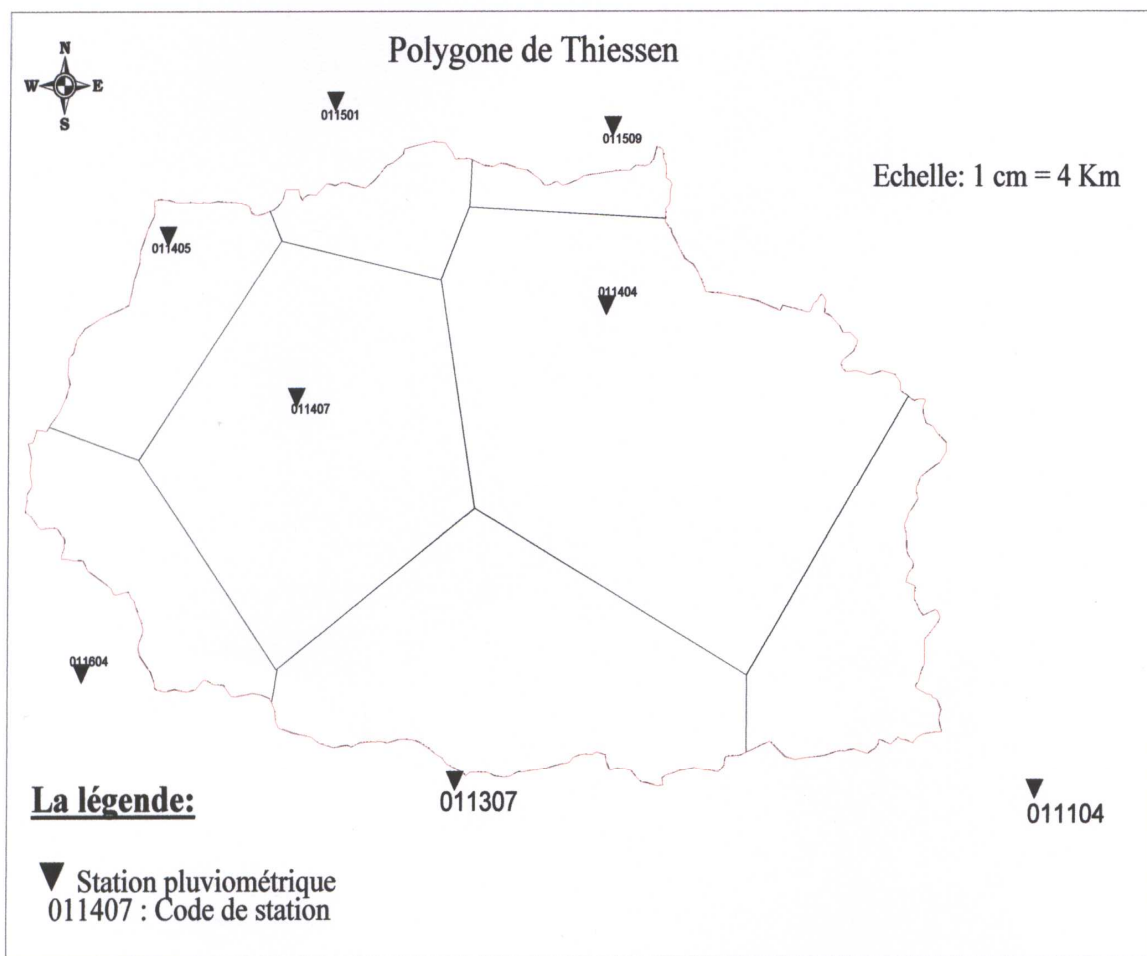 Polygone de Thiessen
N
W E
S
011501
011509
Echelle: 1 cm = 4 Km
011405
011404
011407
011604
011307
011104
La légende:
Station pluviométrique
011407 : Code de station